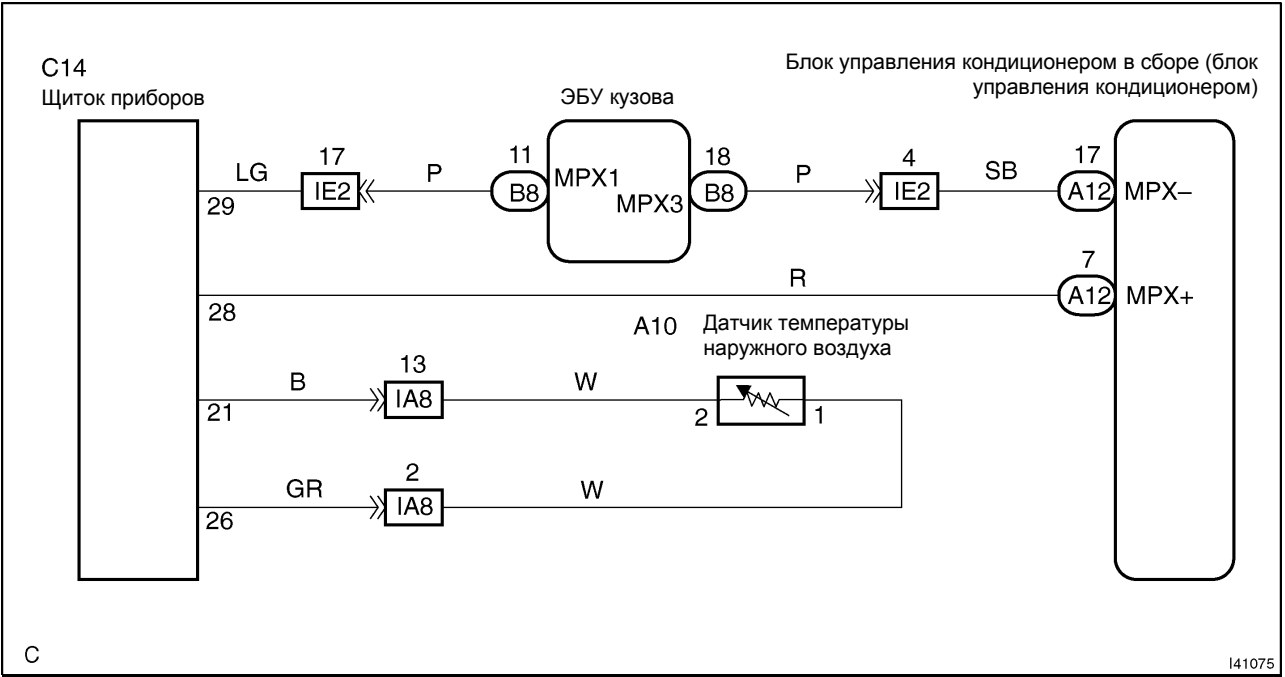 C14
Щиток приборов
ЭБУ кузова
Блок управления кондиционером в сборе (блок
управления кондиционером)
LG
29
17
IE2
P
11
B8
MPX1
MPX3
18
B8
P
4
IE2
SB
17
A12
MPX–
28
R
7
A12
MPX+
A10
Датчик температуры
наружного воздуха
21
B
13
IA8
W
2
1
26
GR
2
IA8
W
C
I41075